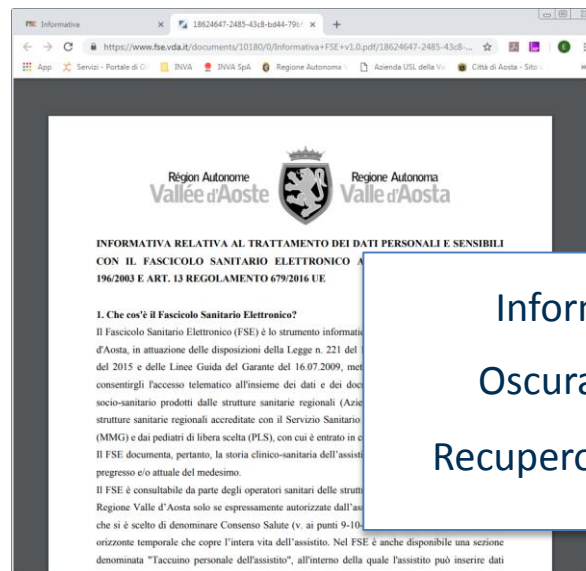 Informativa
18624647-2485-43c8-bd44-79b
https://www.fse.vda.it/documents/10180/0/Informativa+FSE+v1.0.pdf/18624647-2485-43c8-...
App Servizi - Portale di G INVA INVA SpA Regione Autonoma Azienda USL della V Città di Aosta - Sito
Région Autonome Regione Autonoma
Vallée d'Aoste Valle d'Aosta
INFORMATIVA RELATIVA AL TRATTAMENTO DEI DATI PERSONALI E SENSIBILI
CON IL FASCICOLO SANITARIO ELETTRONICO A
196/2003 E ART. 13 REGOLAMENTO 679/2016 UE
1. Che cos'è il Fascicolo Sanitario Elettronico?
Il Fascicolo Sanitario Elettronico (FSE) è lo strumento informatic
d'Aosta, in attuazione delle disposizioni della Legge n. 221 del
del 2015 e delle Linee Guida del Garante del 16.07.2009, met
consentirgli l'accesso telematico all'insieme dei dati e dei doc
socio-sanitario prodotti dalle strutture sanitarie regionali (Azie
strutture sanitarie regionali accreditate con il Servizio Sanitario
(MMG) e dai pediatri di libera scelta (PLS), con cui è entrato in c
Il FSE documenta, pertanto, la storia clinico-sanitaria dell'assisti
pregresso e/o attuale del medesimo.
Il FSE è consultabile da parte degli operatori sanitari delle strutt
Regione Valle d'Aosta solo se espressamente autorizzate dall'as
che si è scelto di denominare Consenso Salute (v. ai punti 9-10-
orizzonte temporale che copre l'intera vita dell'assistito. Nel FSE è anche disponibile una sezione
denominata "Taccuino personale dell'assistito", all'interno della quale l'assistito può inserire dati
Infor
Oscura
Recupero